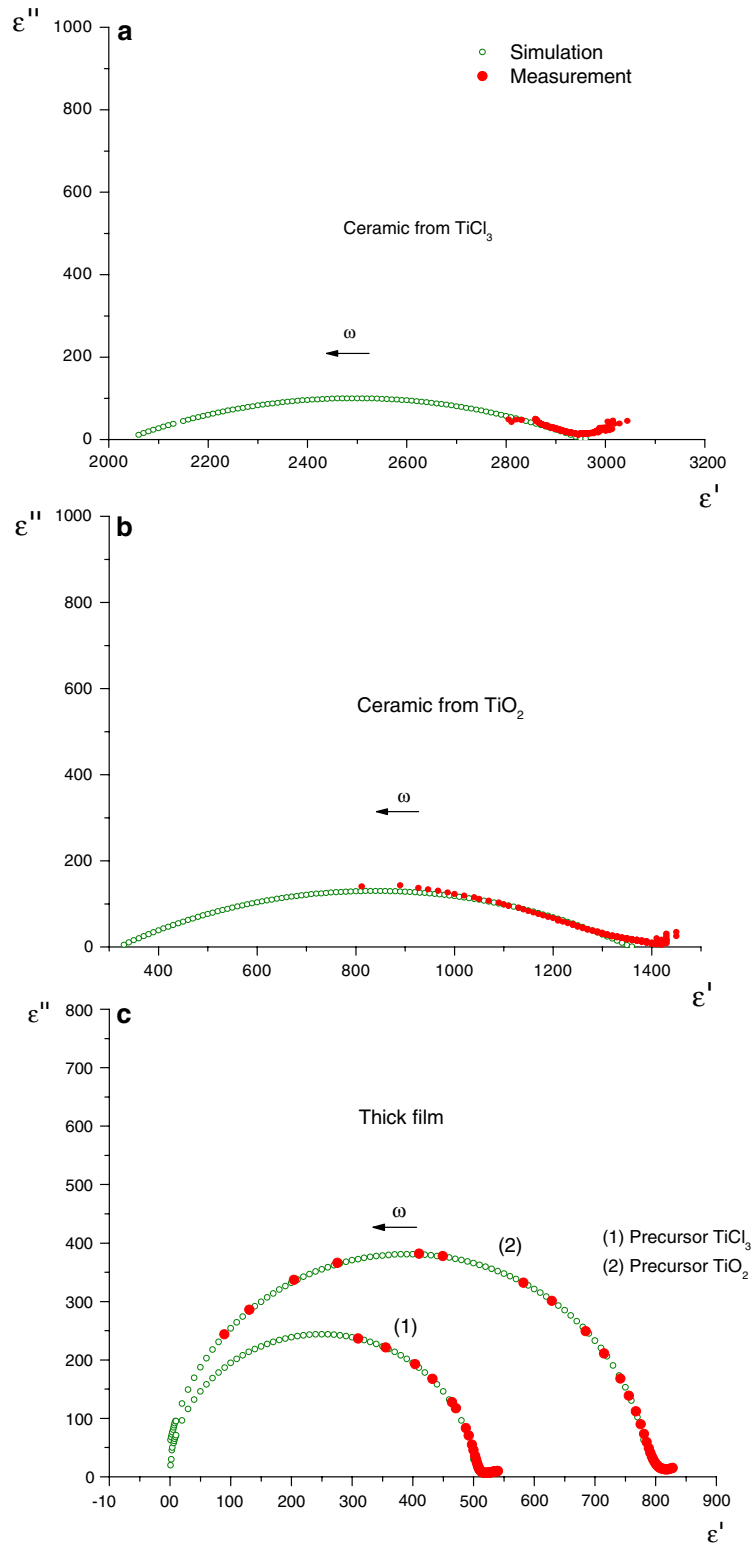 ε''
a
1000
800
600
400
200
0
Simulation
Measurement
Ceramic from TiCl₃
ω
2000 2200 2400 2600 2800 3000 3200
ε'
ε''
b
1000
800
600
400
200
0
Ceramic from TiO₂
ω
400 600 800 1000 1200 1400
ε'
ε''
c
800
700
600
500
400
300
200
100
0
Thick film
ω
(2)
(1)
(1) Precursor TiCl₃
(2) Precursor TiO₂
-10 00 100 200 300 400 500 600 700 800 900
ε'